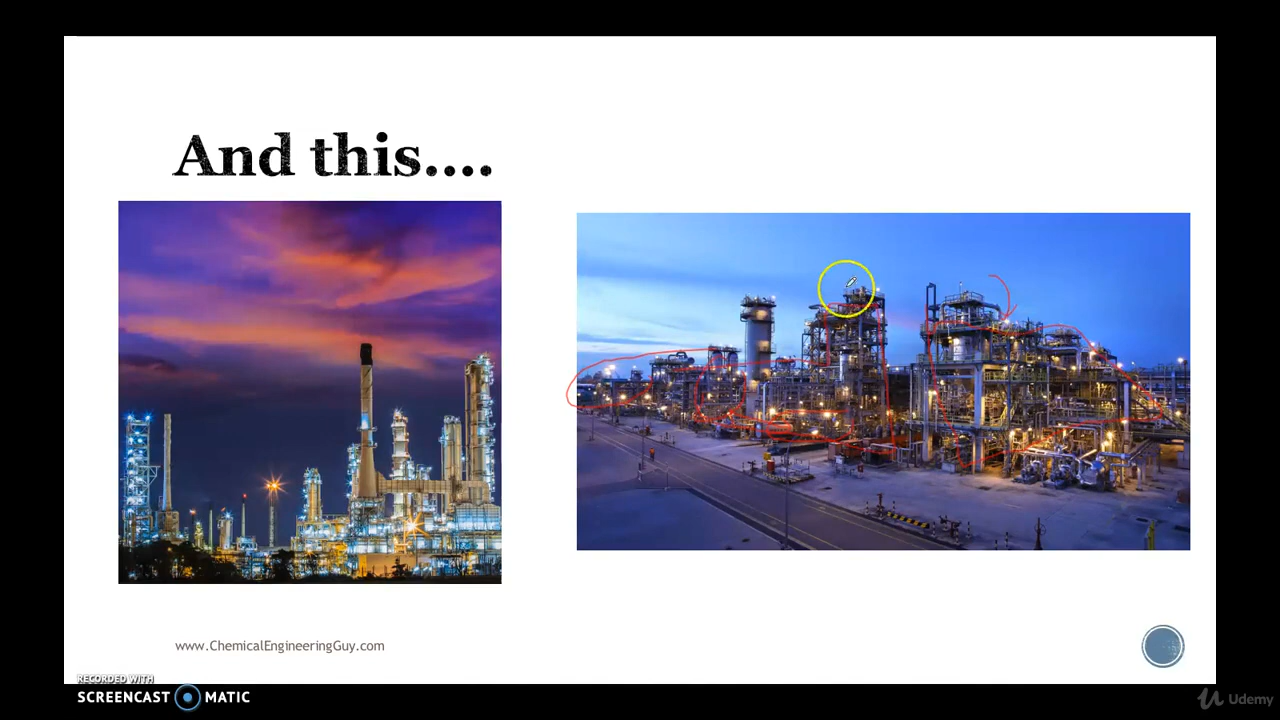 And this....
www.ChemicalEngineeringGuy.com
RECORDED WITH
SCREENCAST MATIC
Udemy